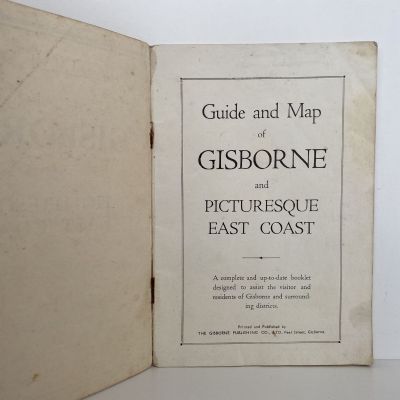 Guide and Map
of
GISBORNE
and
PICTURESQUE
EAST COAST
A complete and up-to-date booklet
designed to assist the visitor and
residents of Gisborne and surround-
ing districts.
Printed and Published by
THE GISBORNE PUBLISHING CO., LTD. Peel Street, Gisborne.